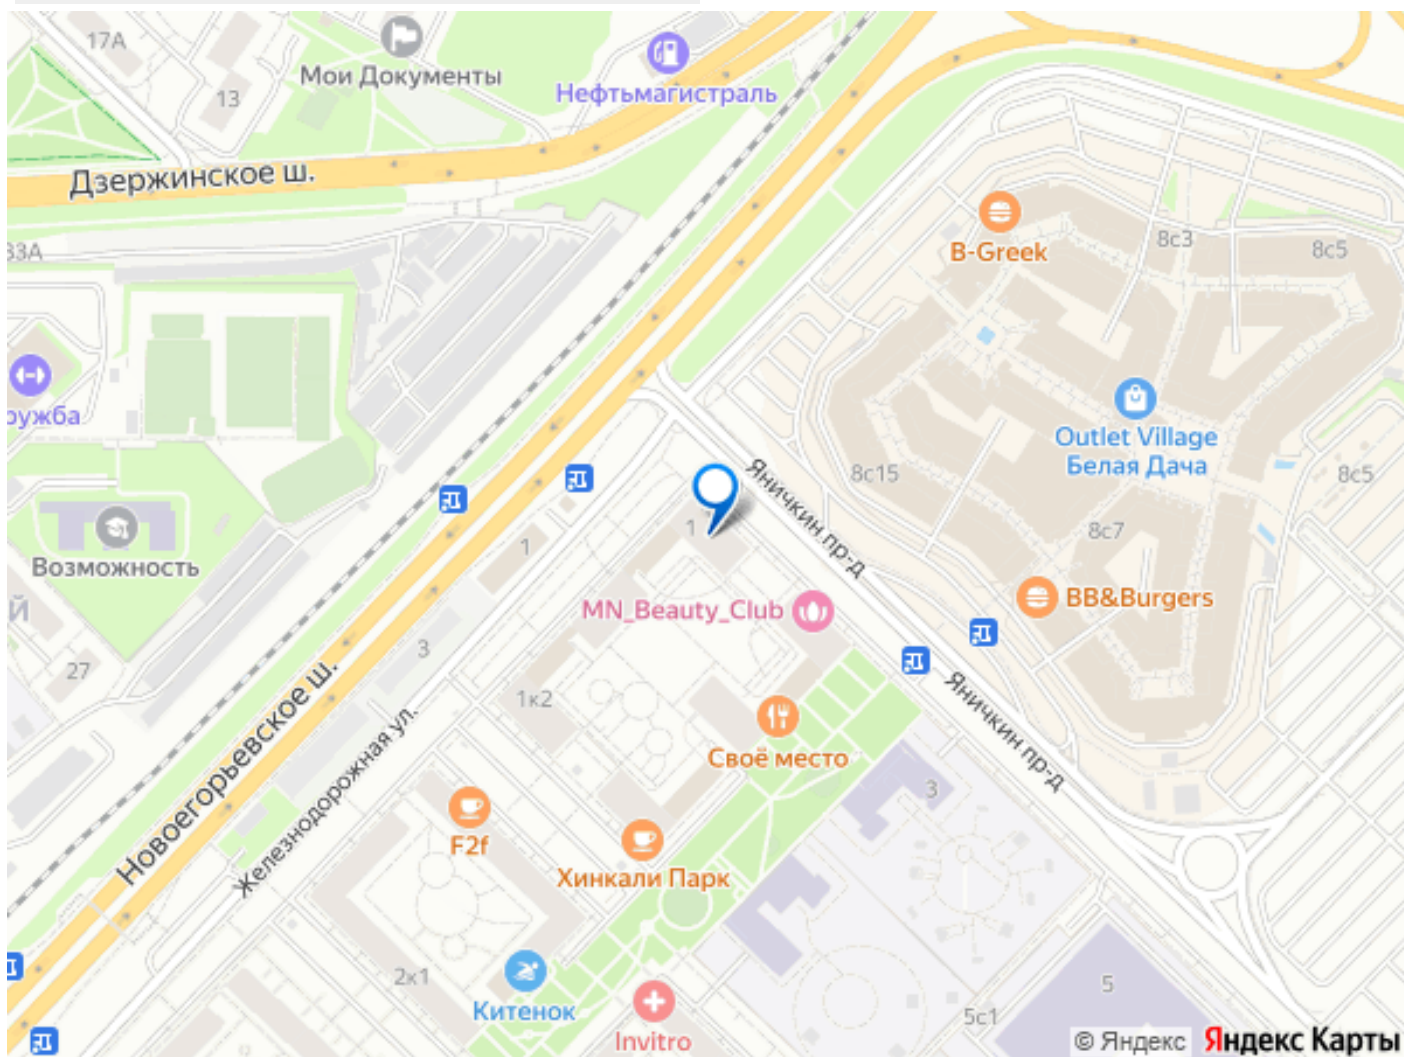 17А
Мои Документы
13
Нефтьмагистраль
Дзержинское ш.
33А
B-Greek
8с3
8с5
ружба
Outlet Village
Белая Дача
8с15
8с5
Яничкин пр-д
8с7
1
1
Возможность
Й
MN_Beauty_Club
BB&Burgers
27
3
1к2
Новоегорьевское ш.
Железнодорожная ул.
Своё место
Яничкин пр-д
3
F2f
Хинкали Парк
2к1
Китенок
Invitro
5
5с1
© Яндекс Яндекс Карты